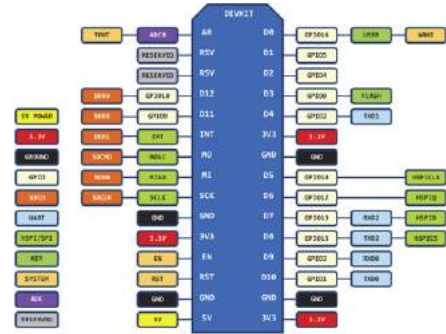 DEVKIT
TOUT ADC0 A0 D0 GPIO16 USER WAKE
RESERVED RSV D1 GPIO5
RESERVED RSV D2 GPIO4
SDD3 GPIO10 D12 D3 GPIO0 FLASH
5V POWER SDD2 GPIO9 D11 D4 GPIO2 TXD1
3.3V SDD1 INT INT 3V3 3.3V
GROUND SDCMD MOSI MO GND GND
GPIO SDD0 MISO MI D5 GPIO14 HSPICLK
SDIO SDCLK SCLK SCK D6 GPIO12 HSPIQ
UART GND GND D7 GPIO13 RXD2 HSPID
HSPI/SPI 3.3V 3V3 D8 GPIO15 TXD2 HSPICS
KEY EN EN D9 GPIO3 RXD0
SYSTEM RST RST D10 GPIO1 TXD0
ADC GND GND GND GND
RESERVED 5V 5V 3V3 3.3V